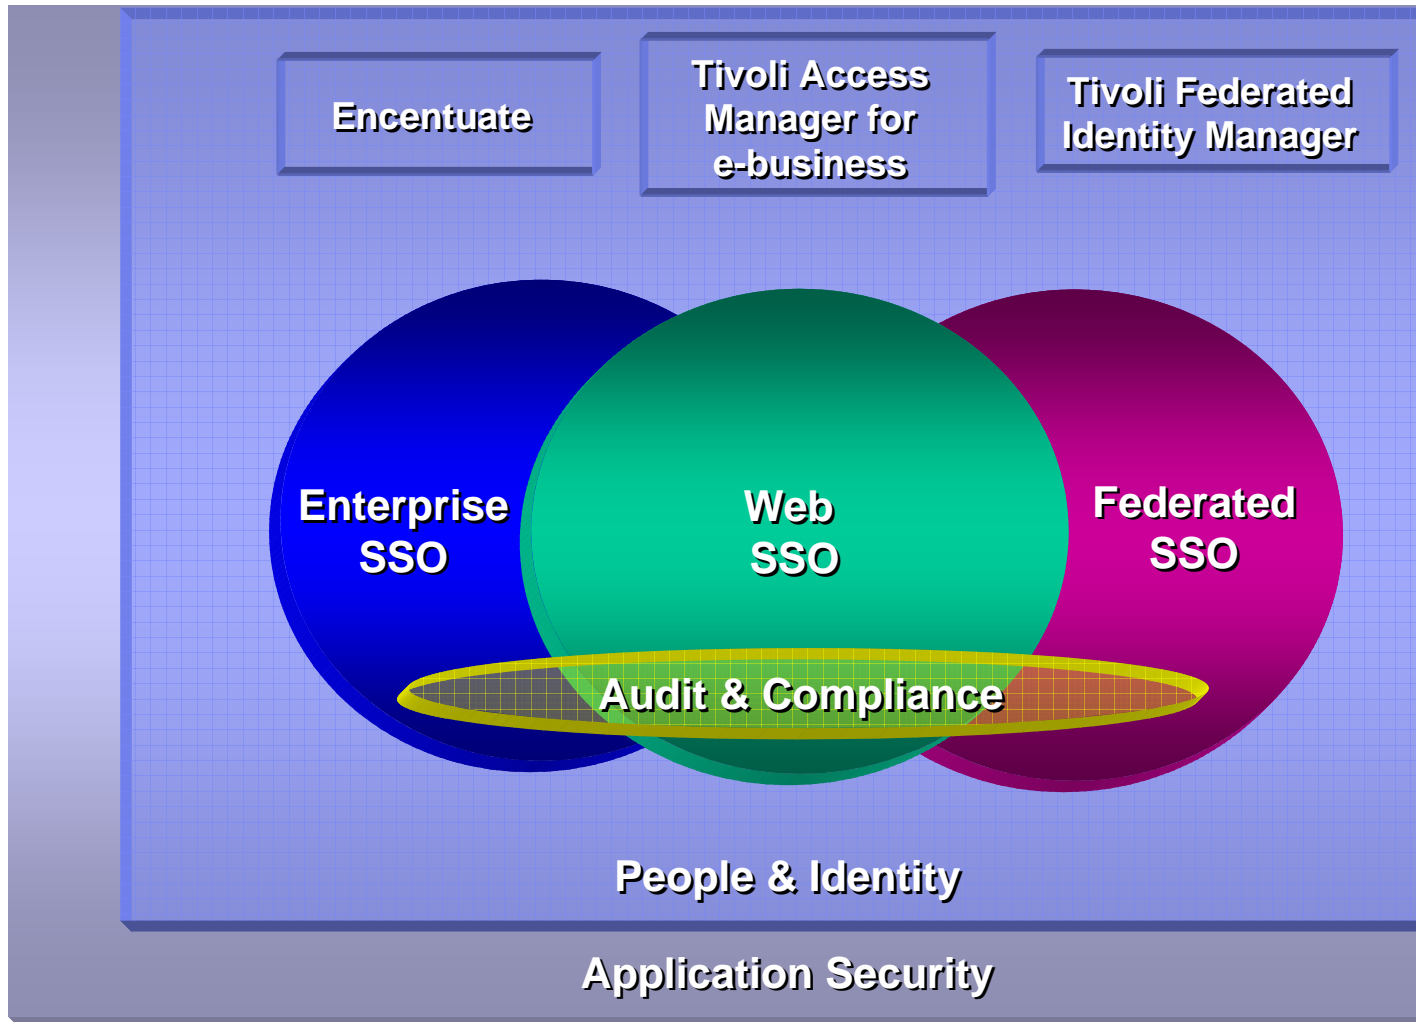 Encentuate
Tivoli Access
Manager for
e-business
Tivoli Federated
Identity Manager
Enterprise
SSO
Web
SSO
Federated
SSO
Audit & Compliance
People & Identity
Application Security